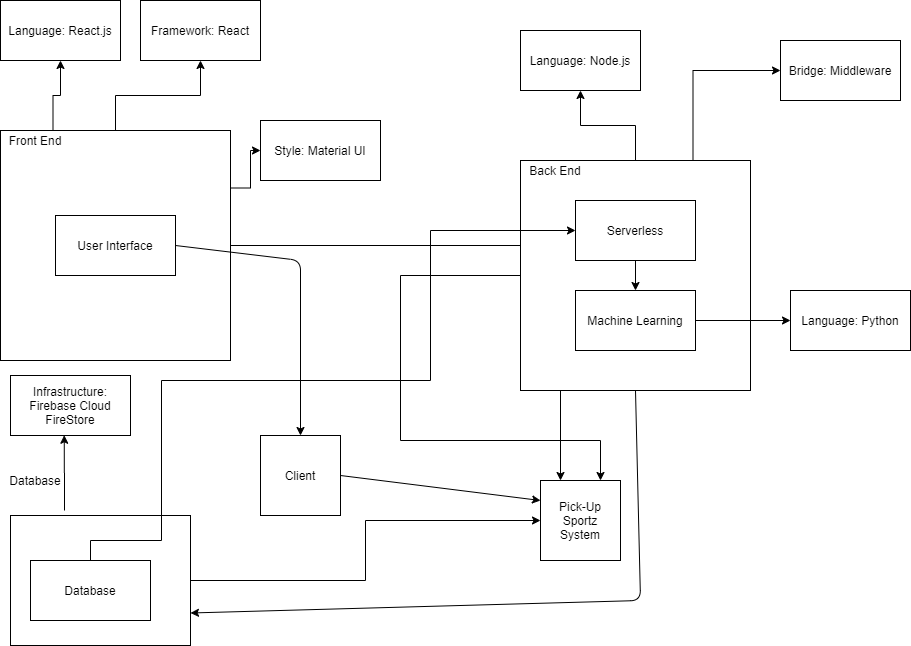 Language: React.js
Framework: React
Language: Node.js
Bridge: Middleware
Front End
Style: Material UI
Back End
User Interface
Serverless
Machine Learning
Language: Python
Infrastructure:
Firebase Cloud
FireStore
Database
Client
Pick-Up
Sportz
System
Database